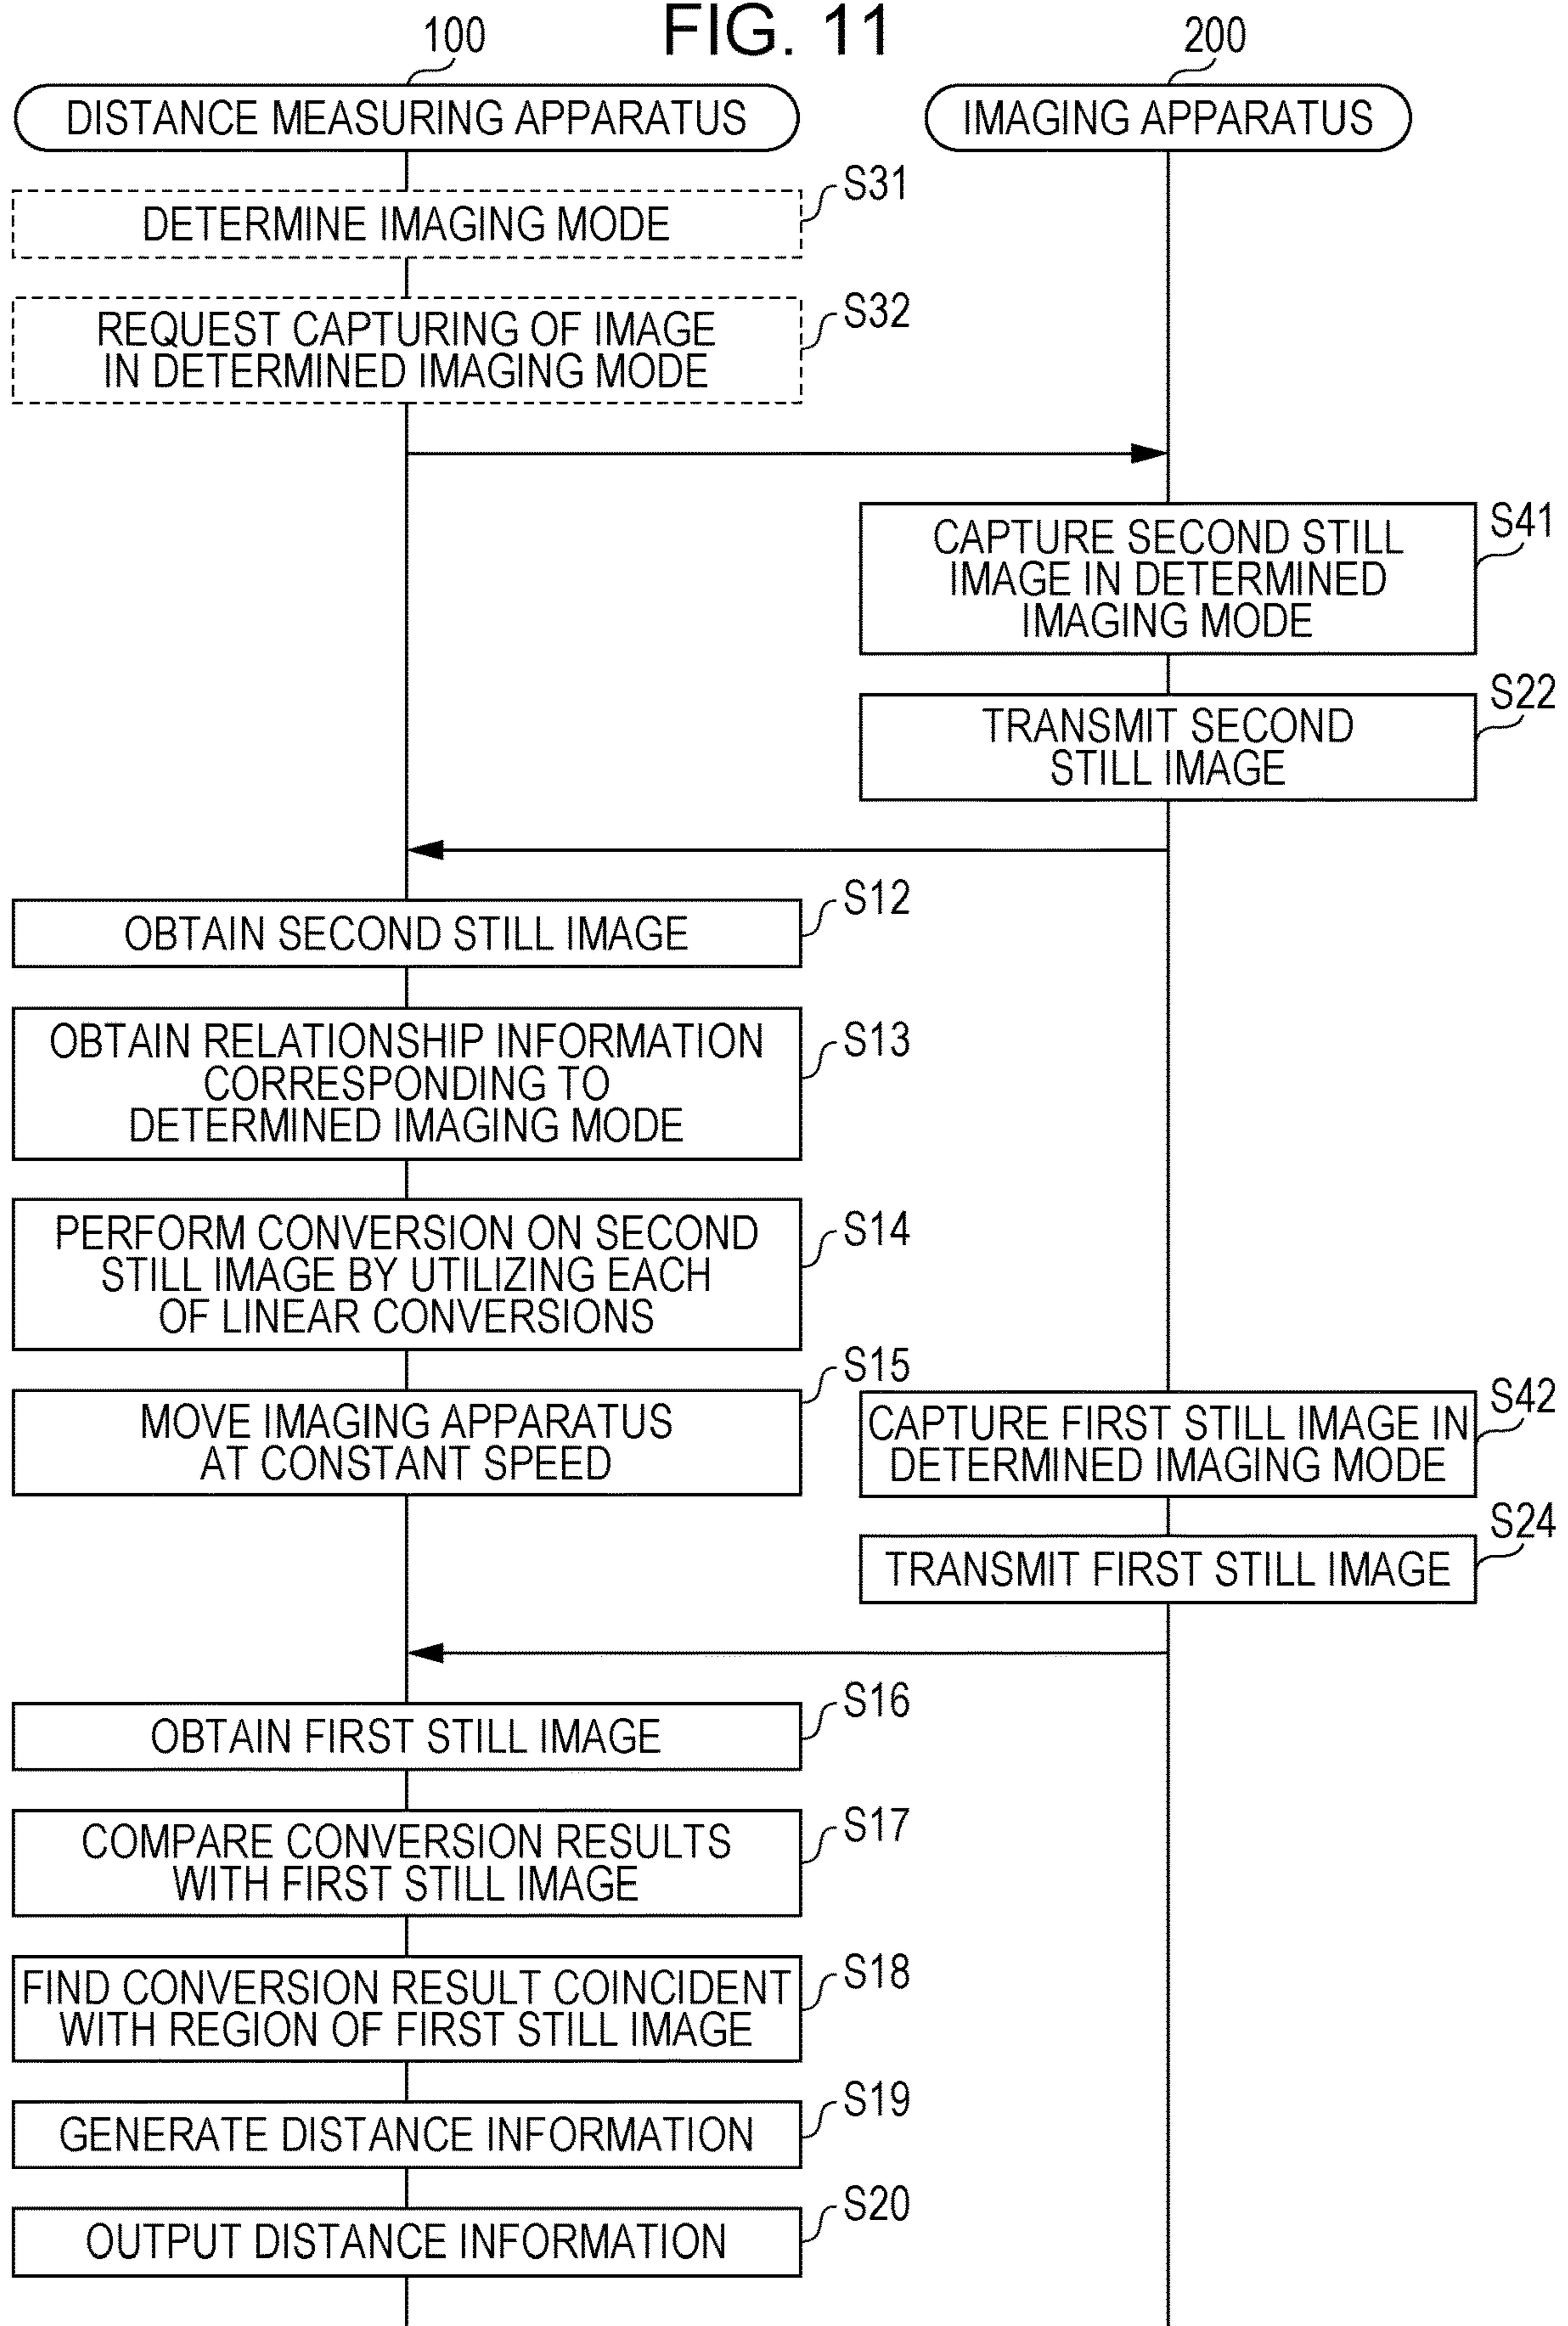 FIG. 11
100
200
DISTANCE MEASURING APPARATUS
IMAGING APPARATUS
S31
DETERMINE IMAGING MODE
S32
REQUEST CAPTURING OF IMAGE
IN DETERMINED IMAGING MODE
S41
CAPTURE SECOND STILL
IMAGE IN DETERMINED
IMAGING MODE
S22
TRANSMIT SECOND
STILL IMAGE
S12
OBTAIN SECOND STILL IMAGE
S13
OBTAIN RELATIONSHIP INFORMATION
CORRESPONDING TO
DETERMINED IMAGING MODE
S14
PERFORM CONVERSION ON SECOND
STILL IMAGE BY UTILIZING EACH
OF LINEAR CONVERSIONS
S15
MOVE IMAGING APPARATUS
AT CONSTANT SPEED
S42
CAPTURE FIRST STILL IMAGE IN
DETERMINED IMAGING MODE
S24
TRANSMIT FIRST STILL IMAGE
S16
OBTAIN FIRST STILL IMAGE
S17
COMPARE CONVERSION RESULTS
WITH FIRST STILL IMAGE
S18
FIND CONVERSION RESULT COINCIDENT
WITH REGION OF FIRST STILL IMAGE
S19
GENERATE DISTANCE INFORMATION
S20
OUTPUT DISTANCE INFORMATION